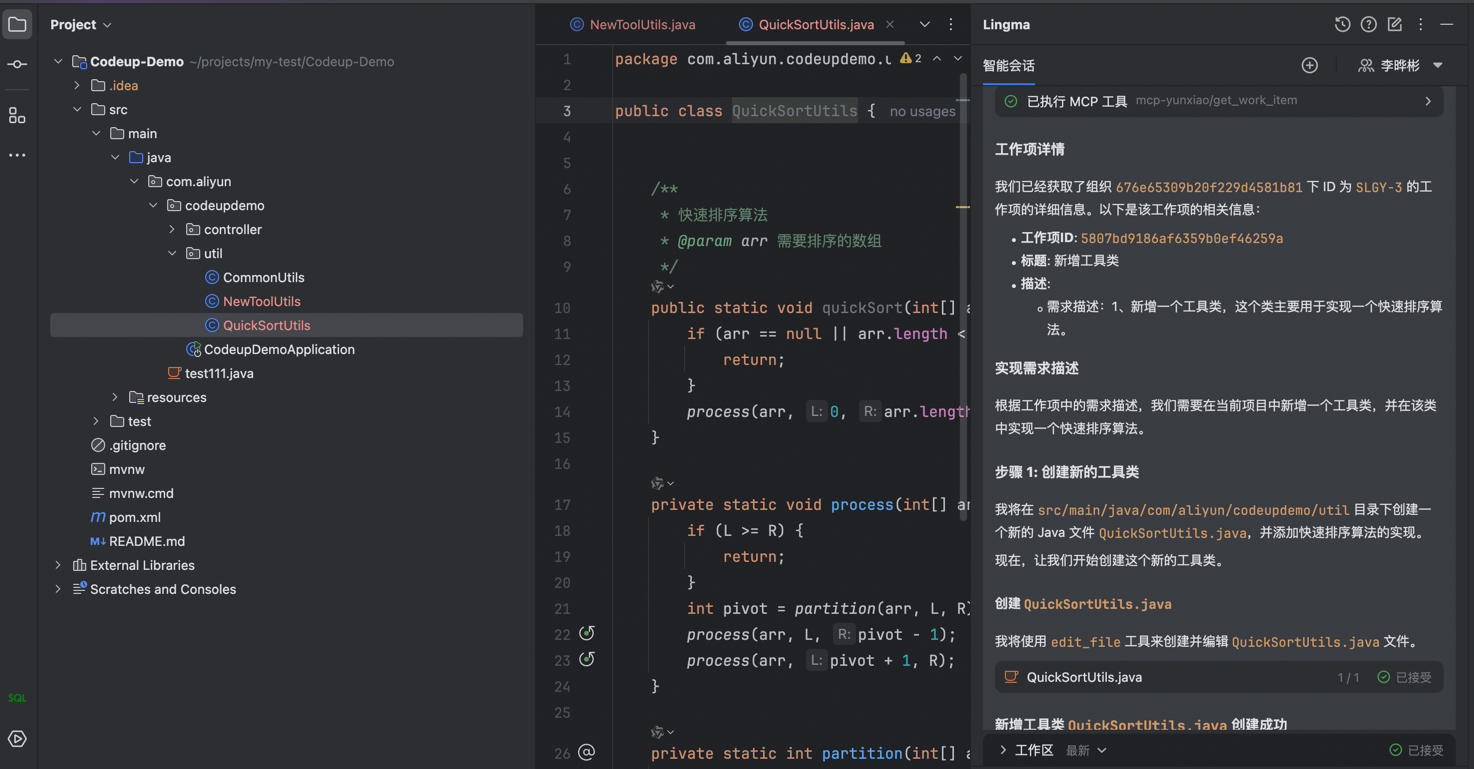 Project
Codeup-Demo ~/projects/my-test/Codeup-Demo
.idea
src
main
java
com.aliyun
codeupdemo
controller
util
CommonUtils
NewToolUtils
QuickSortUtils
CodeupDemoApplication
test111.java
resources
test
.gitignore
mvnw
mvnw.cmd
pom.xml
README.md
External Libraries
Scratches and Consoles
SQL
NewToolUtils.java
QuickSortUtils.java
1 package com.aliyun.codeupdemo.u
2
2
3 public class QuickSortUtils { no usages
4
5
6 /**
7 * 快速排序算法
8 * @param arr 需要排序的数组
9 */
10 public static void quickSort(int[] a
11 if (arr == null || arr.length <
12 return;
13 }
14 process(arr, L: 0, R: arr.length
15 }
16
17 private static void process(int[] ar
18 if (L >= R) {
19 return;
20 }
21 int pivot = partition(arr, L, R)
22 process(arr, L, R: pivot - 1);
23 process(arr, L: pivot + 1, R);
24 }
25
26 @ private static int partition(int[] a
Lingma
智能会话
李晔彬
已执行 MCP 工具 mcp-yunxiao/get_work_item
工作项详情
我们已经获取了组织 676e65309b20f229d4581b81 下 ID 为 SLGY-3 的工
作项的详细信息。以下是该工作项的相关信息：
• 工作项ID: 5807bd9186af6359b0ef46259a
• 标题: 新增工具类
• 描述:
◦ 需求描述：1、新增一个工具类，这个类主要用于实现一个快速排序算
法。
实现需求描述
根据工作项中的需求描述，我们需要在当前项目中新增一个工具类，并在该类
中实现一个快速排序算法。
步骤 1: 创建新的工具类
我将在 src/main/java/com/aliyun/codeupdemo/util 目录下创建一
个新的 Java 文件 QuickSortUtils.java，并添加快速排序算法的实现。
现在，让我们开始创建这个新的工具类。
创建 QuickSortUtils.java
我将使用 edit_file 工具来创建并编辑 QuickSortUtils.java 文件。
QuickSortUtils.java 1 / 1 已接受
新增工具类 QuickSortUtils.java 创建成功
工作区 最新 已接受